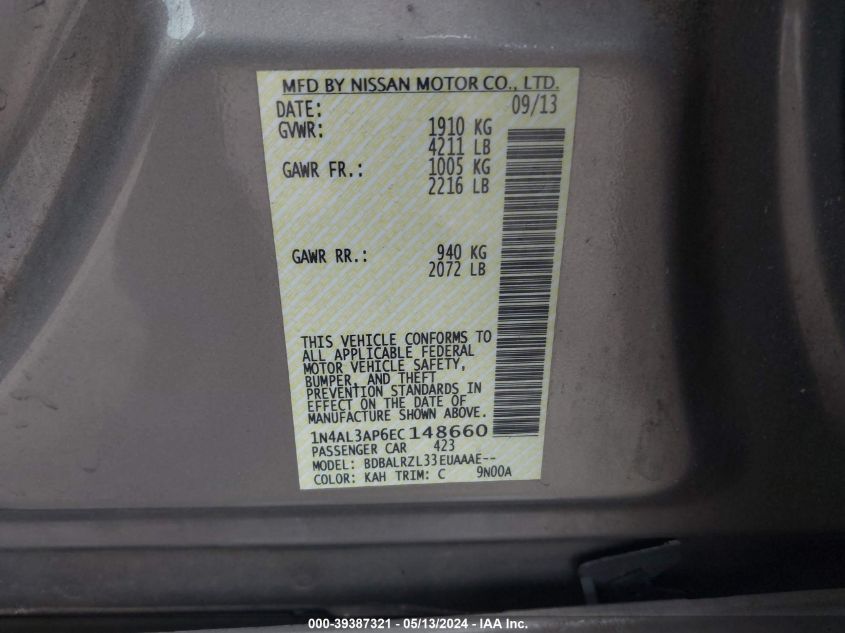 MFD BY NISSAN MOTOR CO., LTD.
DATE: 09/13
GVWR: 1910 KG
4211 LB
GAWR FR.: 1005 KG
2216 LB
GAWR RR.: 940 KG
2072 LB
THIS VEHICLE CONFORMS TO
ALL APPLICABLE FEDERAL
MOTOR VEHICLE SAFETY,
BUMPER, AND THEFT
PREVENTION STANDARDS IN
EFFECT ON THE DATE OF
MANUFACTURE SHOWN ABOVE.
1N4AL3AP6EC148660
PASSENGER CAR 423
MODEL: BDBALRZL33EUAAAE--
COLOR: KAH TRIM: C 9N00A
000-39387321 - 05/13/2024 - IAA Inc.